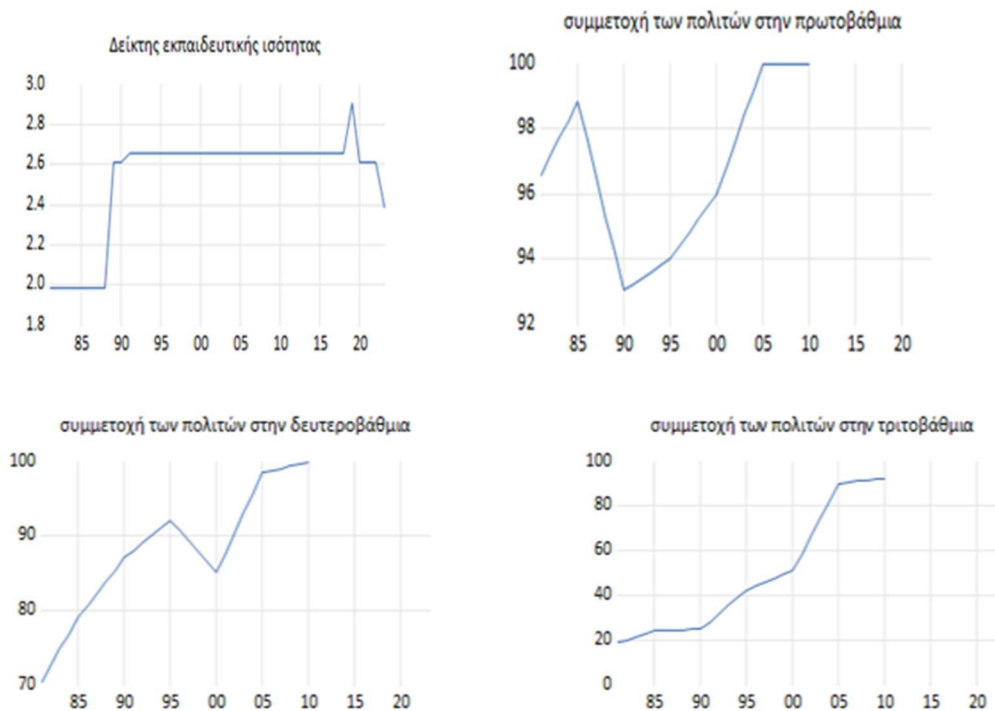 Δείκτης εκπαιδευτικής ισότητας
3.0
2.8
2.6
2.4
2.2
2.0
1.8
85 90 95 00 05 10 15 20
συμμετοχή των πολιτών στην πρωτοβάθμια
100
98
96
94
92
85 90 95 00 05 10 15 20
συμμετοχή των πολιτών στην δευτεροβάθμια
100
90
80
70
85 90 95 00 05 10 15 20
συμμετοχή των πολιτών στην τριτοβάθμια
100
80
60
40
20
0
85 90 95 00 05 10 15 20